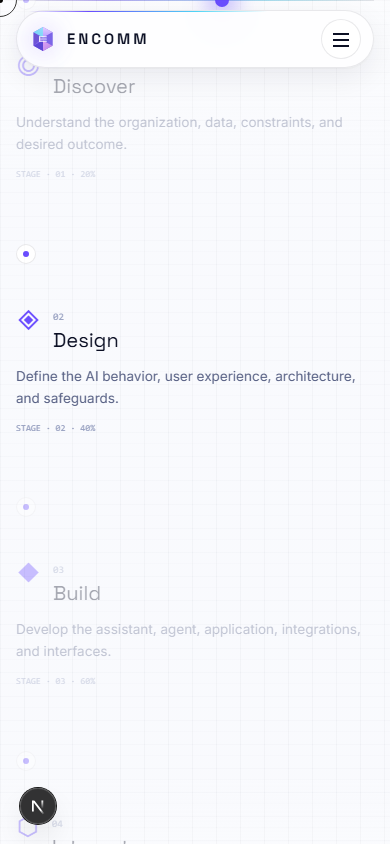 ENCOMM
Discover
Understand the organization, data, constraints, and
desired outcome.
STAGE · 01 · 20%
02
Design
Define the AI behavior, user experience, architecture,
and safeguards.
STAGE · 02 · 40%
03
Build
Develop the assistant, agent, application, integrations,
and interfaces.
STAGE · 03 · 60%
N
04